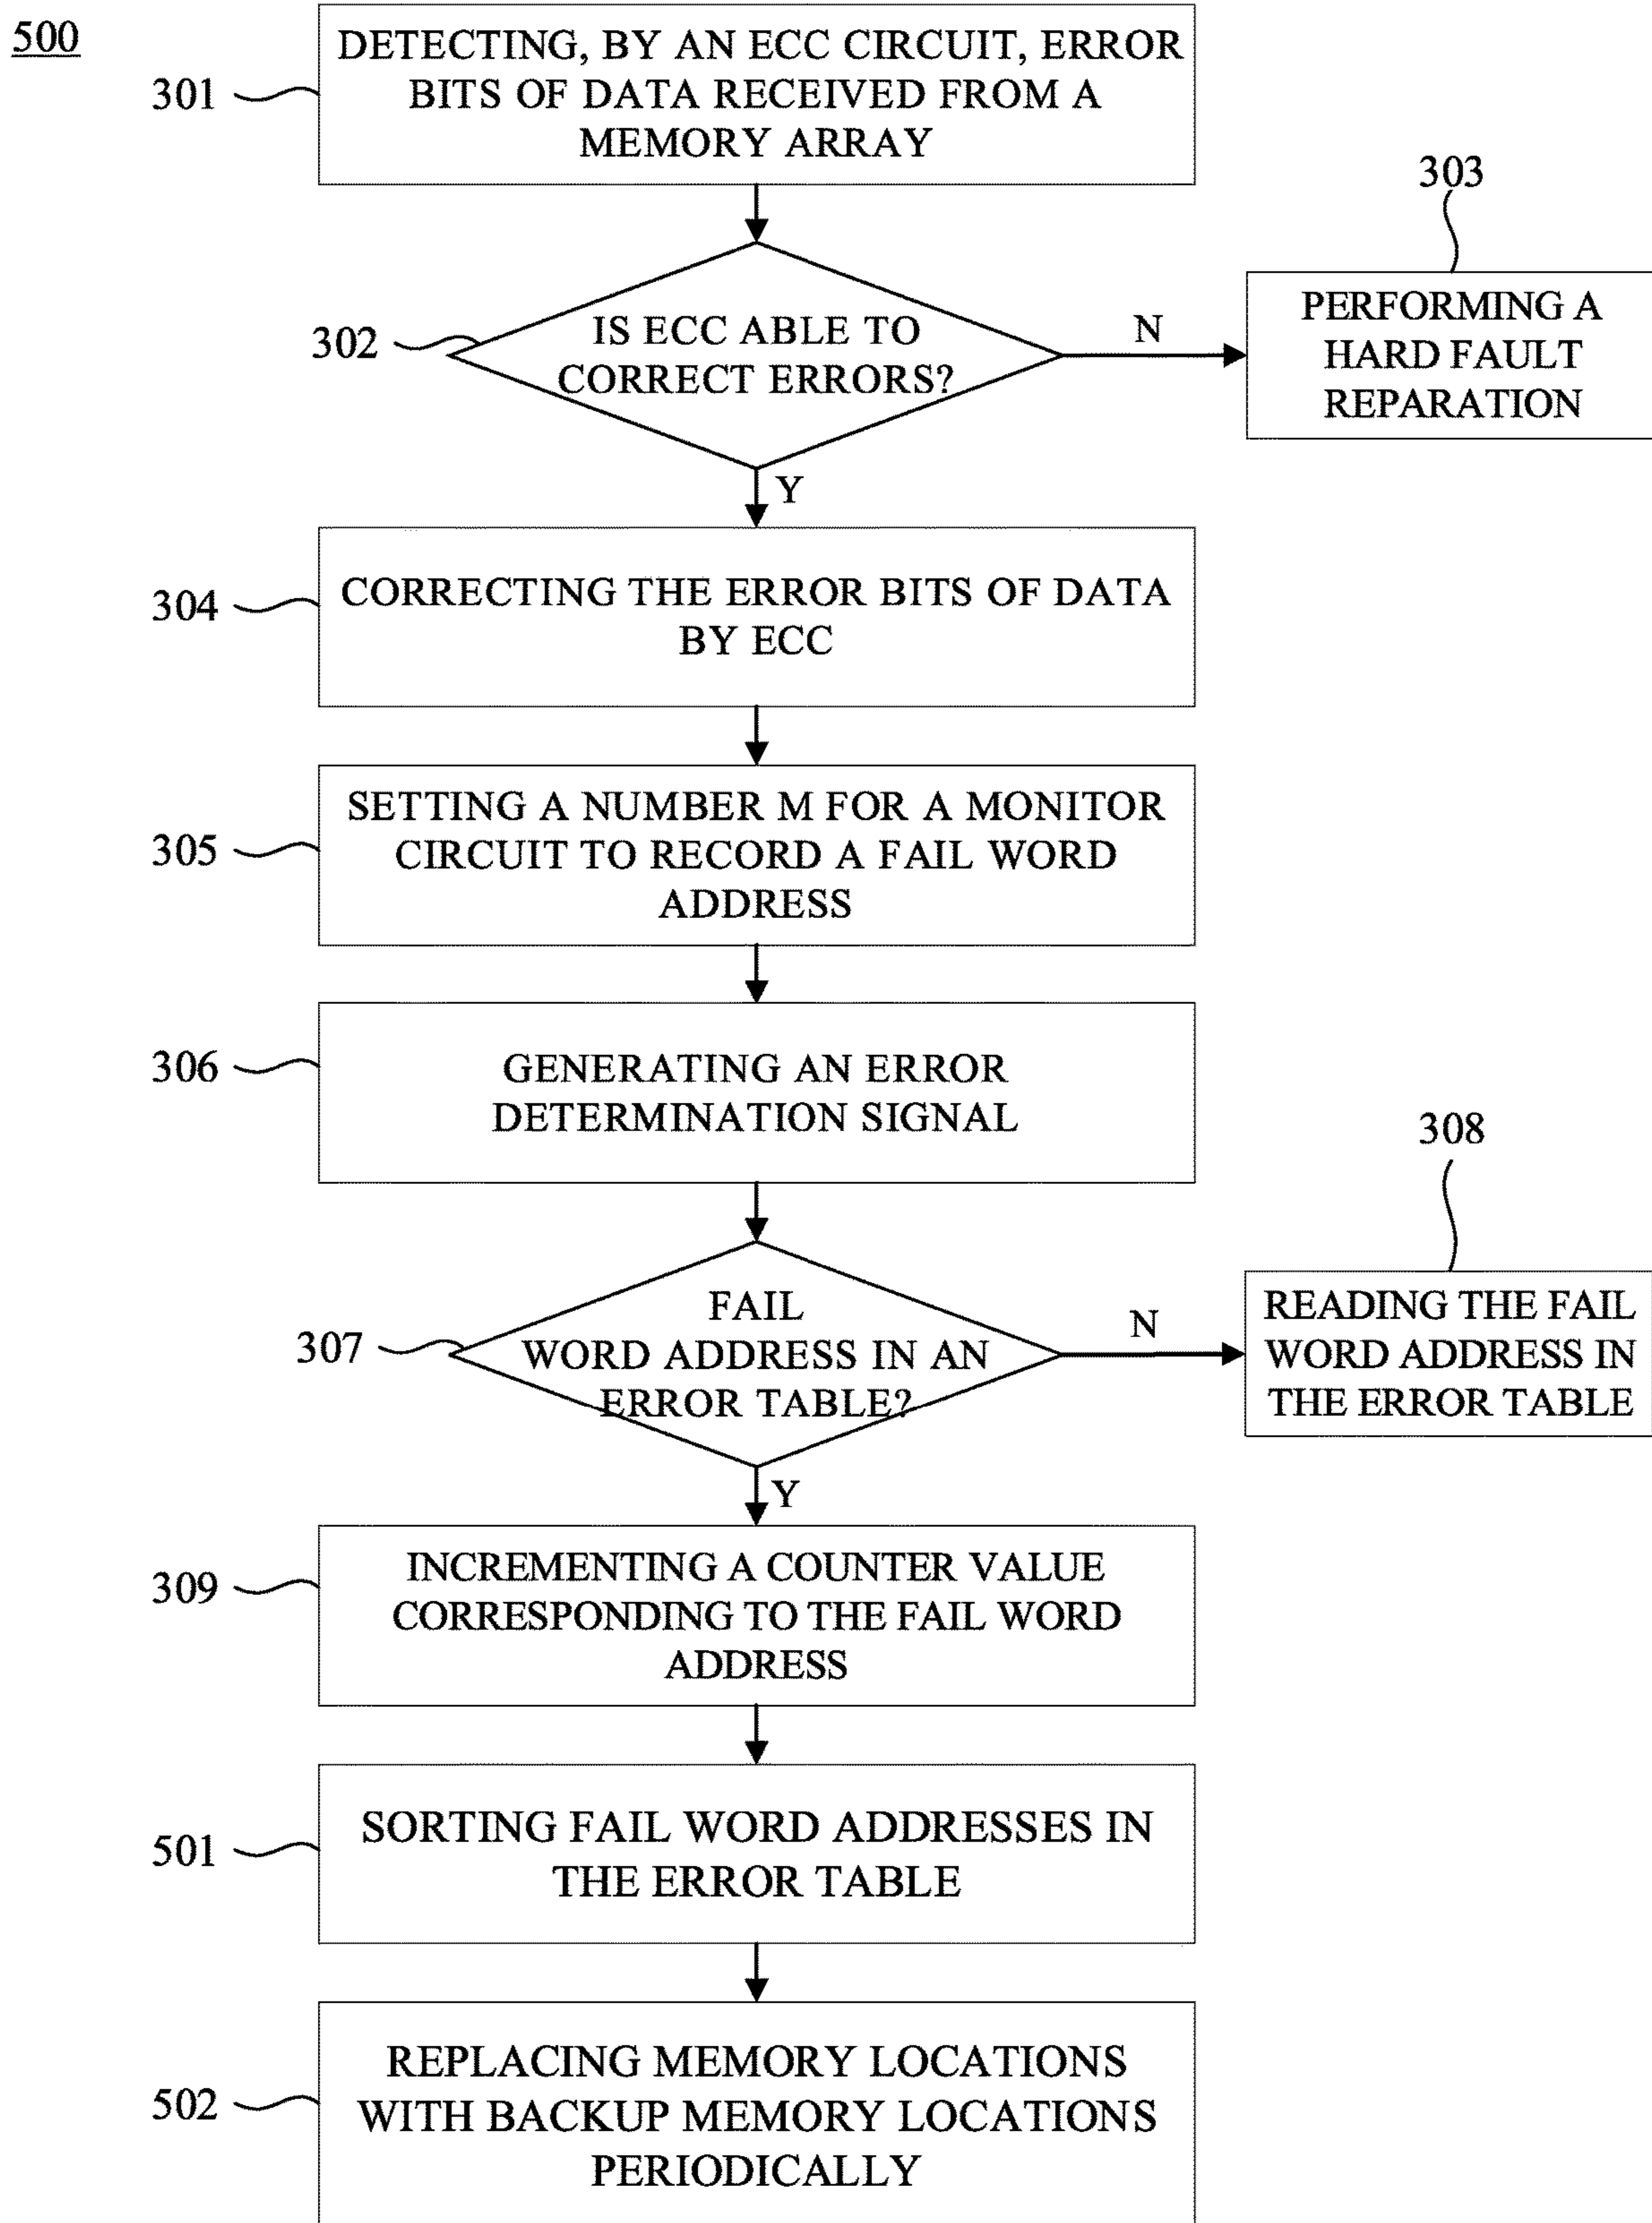 500
301
DETECTING, BY AN ECC CIRCUIT, ERROR
BITS OF DATA RECEIVED FROM A
MEMORY ARRAY
302
IS ECC ABLE TO
CORRECT ERRORS?
N
303
PERFORMING A
HARD FAULT
REPARATION
Y
304
CORRECTING THE ERROR BITS OF DATA
BY ECC
305
SETTING A NUMBER M FOR A MONITOR
CIRCUIT TO RECORD A FAIL WORD
ADDRESS
306
GENERATING AN ERROR
DETERMINATION SIGNAL
307
FAIL
WORD ADDRESS IN AN
ERROR TABLE?
N
308
READING THE FAIL
WORD ADDRESS IN
THE ERROR TABLE
Y
309
INCREMENTING A COUNTER VALUE
CORRESPONDING TO THE FAIL WORD
ADDRESS
501
SORTING FAIL WORD ADDRESSES IN
THE ERROR TABLE
502
REPLACING MEMORY LOCATIONS
WITH BACKUP MEMORY LOCATIONS
PERIODICALLY